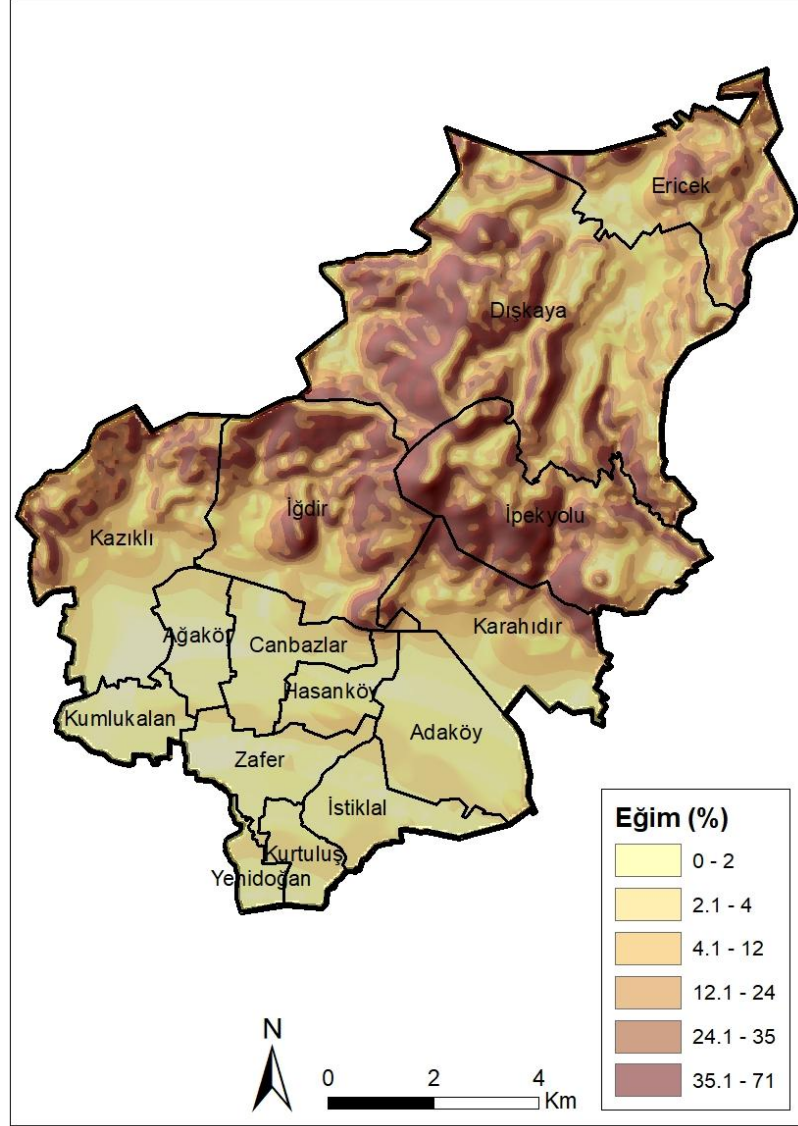 Ericek
Dışkaya
İğdir
İpekyolu
Kazıklı
Karahıdır
Ağaköy
Canbazlar
Hasanköy
Kumlukalan
Adaköy
Zafer
İstiklal
Kurtuluş
Yenidoğan
Eğim (%)
0 - 2
2.1 - 4
4.1 - 12
12.1 - 24
24.1 - 35
35.1 - 71
N
0 2 4
Km